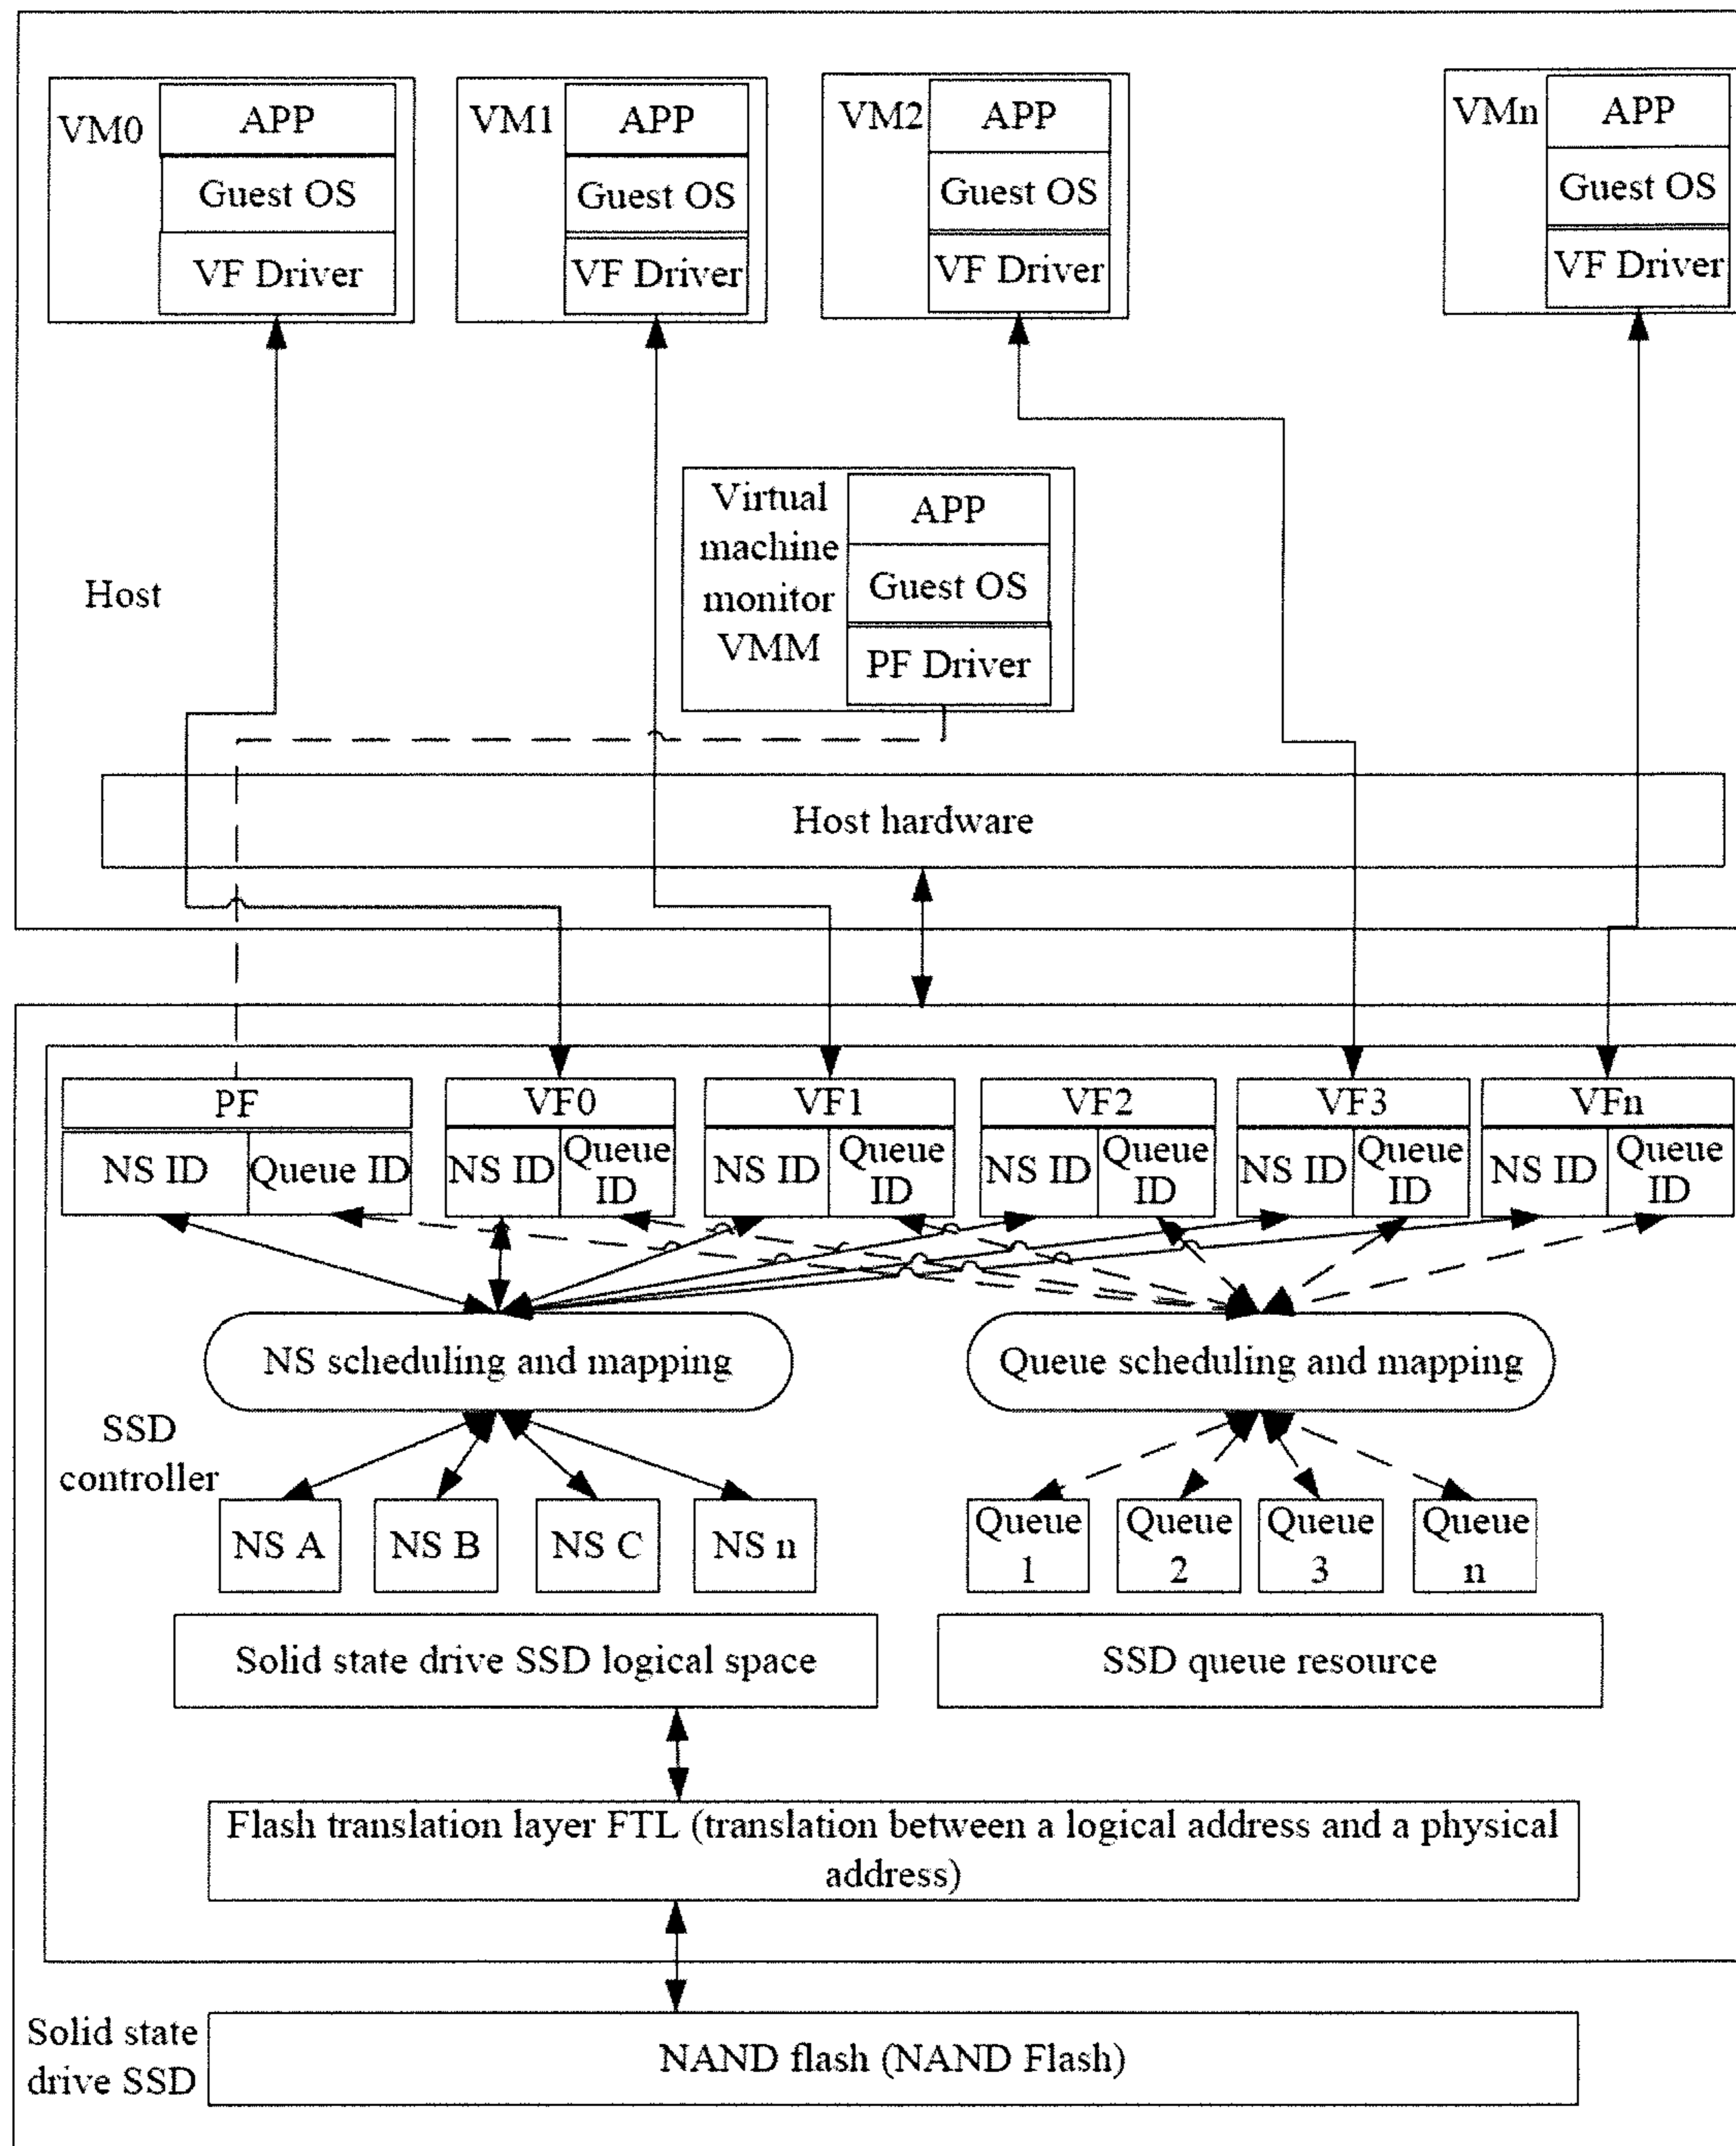 VM0
APP
Guest OS
VF Driver
VM1
APP
Guest OS
VF Driver
VM2
APP
Guest OS
VF Driver
VMn
APP
Guest OS
VF Driver
Host
Virtual
machine
monitor
VMM
APP
Guest OS
PF Driver
Host hardware
PF
NS ID
Queue ID
VF0
NS ID
Queue
ID
VF1
NS ID
Queue
ID
VF2
NS ID
Queue
ID
VF3
NS ID
Queue
ID
VFn
NS ID
Queue
ID
NS scheduling and mapping
Queue scheduling and mapping
SSD
controller
NS A
NS B
NS C
NS n
Queue
1
Queue
2
Queue
3
Queue
n
Solid state drive SSD logical space
SSD queue resource
Flash translation layer FTL (translation between a logical address and a physical
address)
Solid state
drive SSD
NAND flash (NAND Flash)